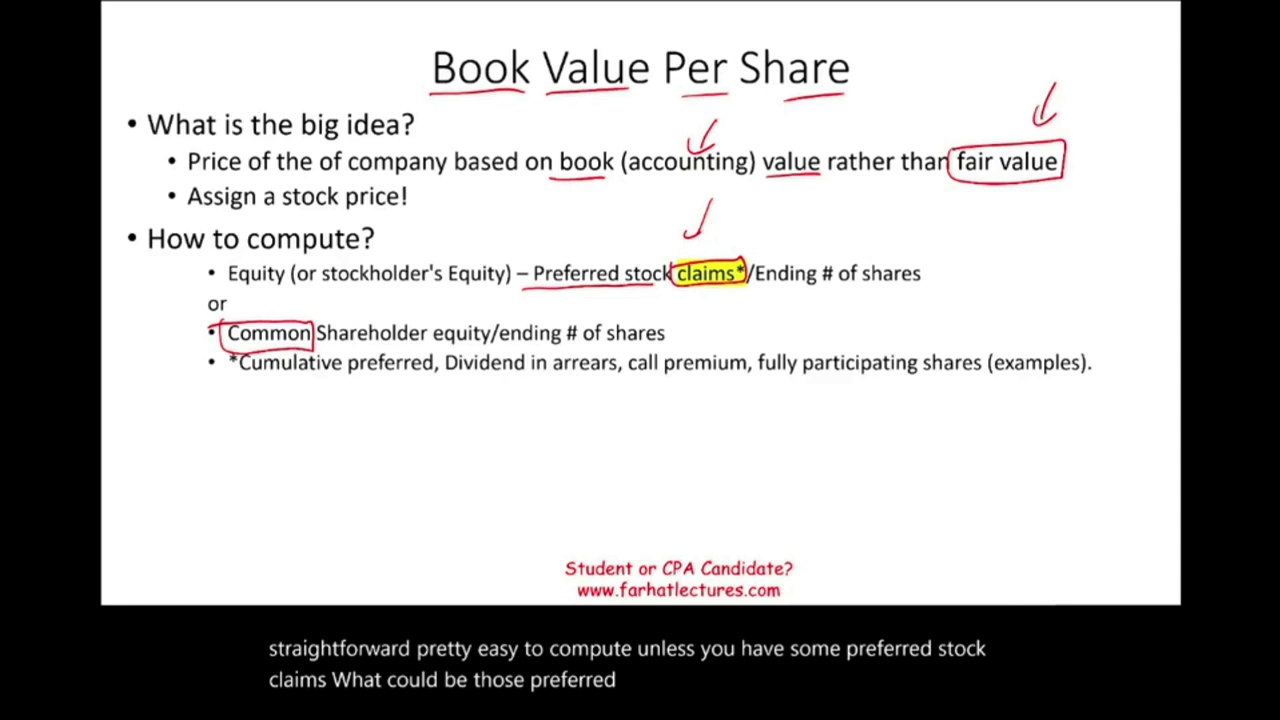 Book Value Per Share
• What is the big idea?
• Price of the of company based on book (accounting) value rather than fair value
• Assign a stock price!
• How to compute?
• Equity (or stockholder's Equity) – Preferred stock claims*/Ending # of shares
or
• Common Shareholder equity/ending # of shares
• *Cumulative preferred, Dividend in arrears, call premium, fully participating shares (examples).
Student or CPA Candidate?
www.farhatlectures.com
straightforward pretty easy to compute unless you have some preferred stock
claims What could be those preferred